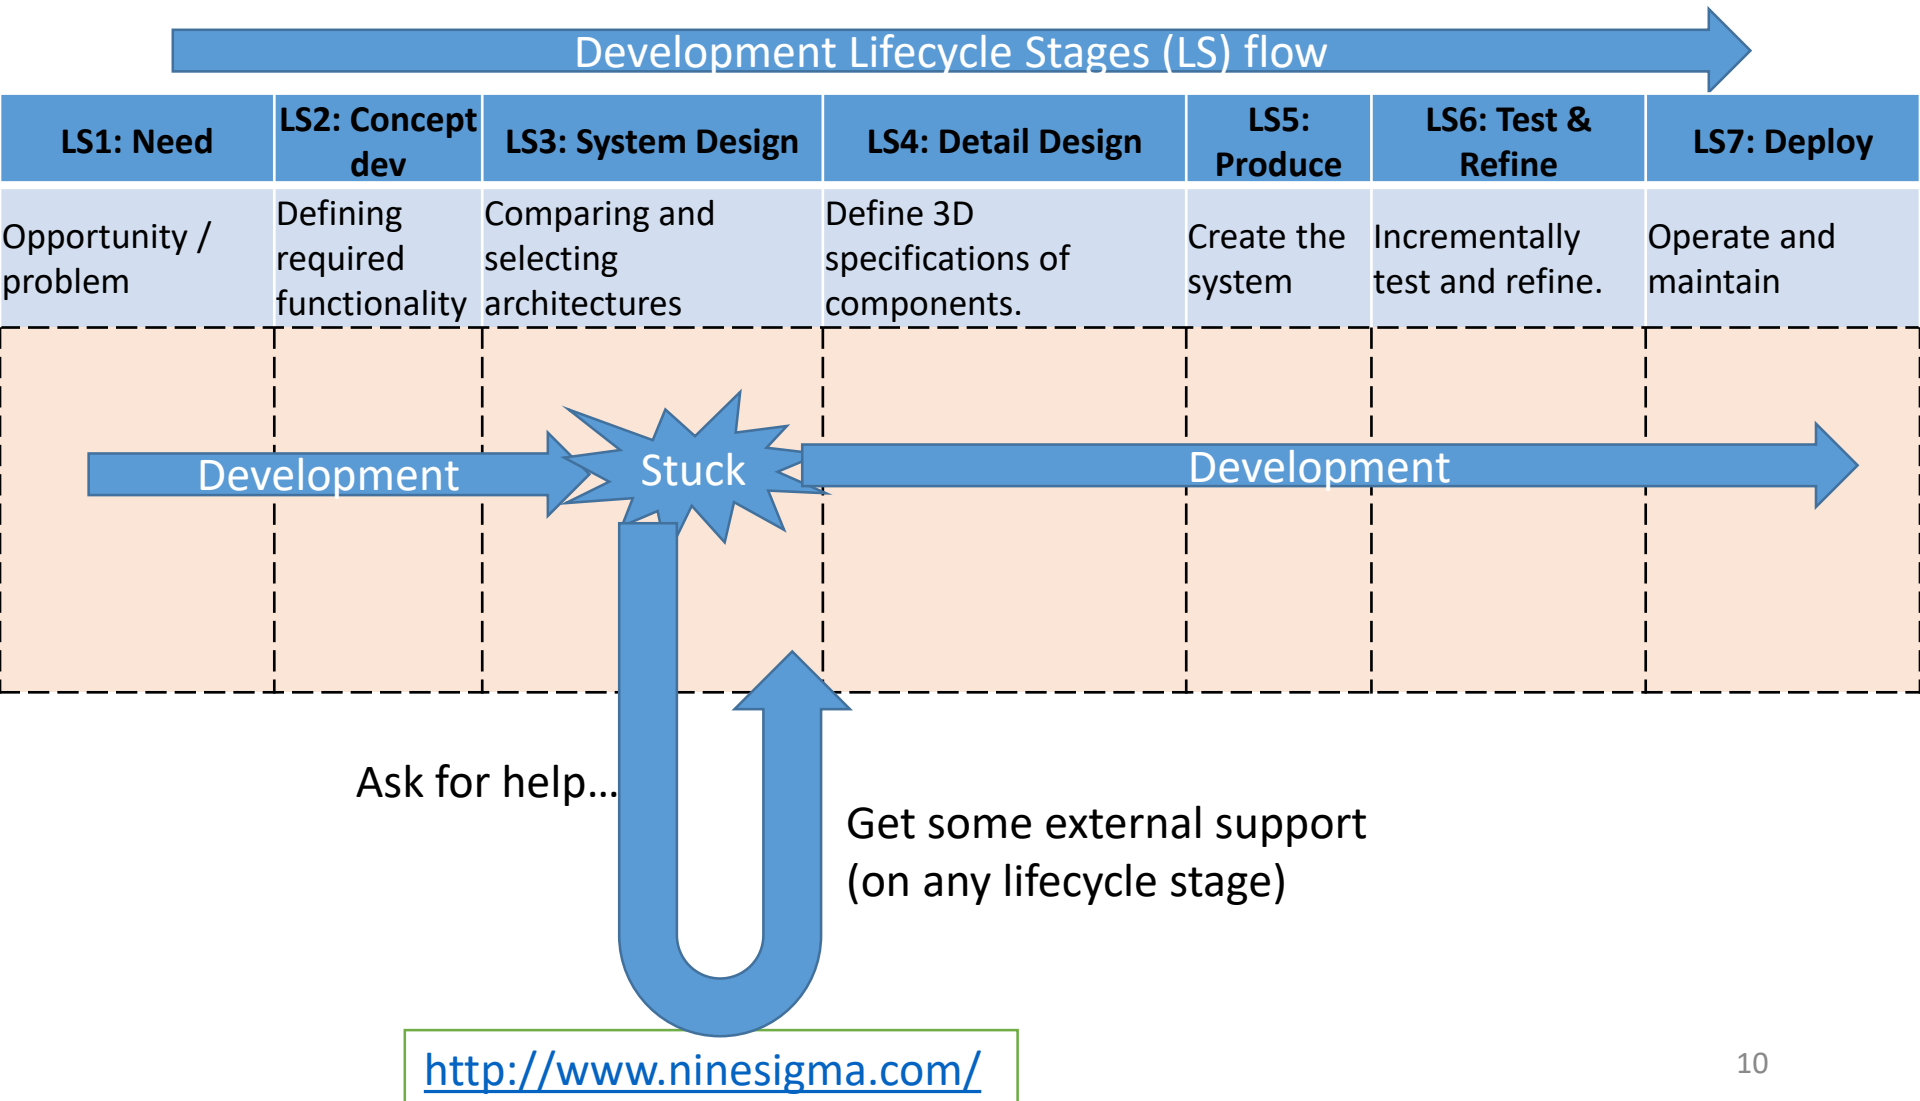 Development Lifecycle Stages (LS) flow
LS1: Need
LS2: Concept
dev
LS3: System Design
LS4: Detail Design
LS5:
Produce
LS6: Test &
Refine
LS7: Deploy
Opportunity /
problem
Defining
required
functionality
Comparing and
selecting
architectures
Define 3D
specifications of
components.
Create the
system
Incrementally
test and refine.
Operate and
maintain
Development
Stuck
Development
Ask for help…
Get some external support
(on any lifecycle stage)
http://www.ninesigma.com/
10